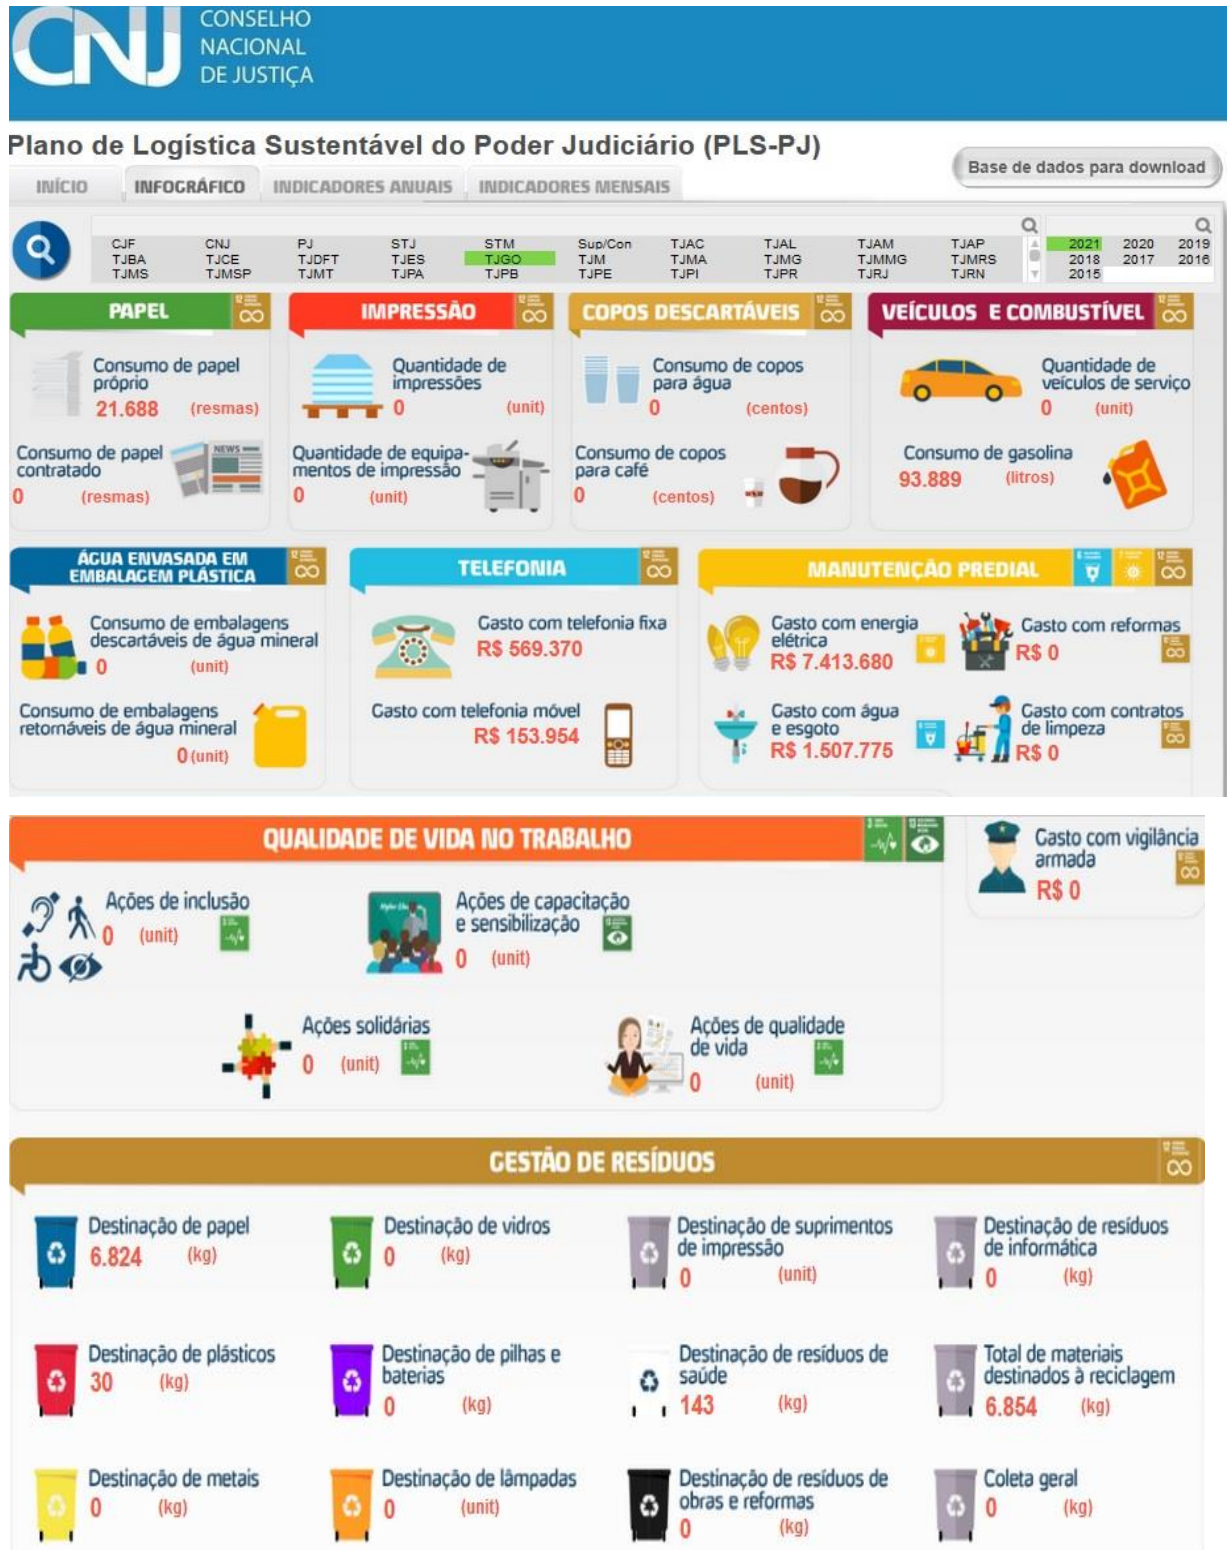 CNJ
CONSELHO
NACIONAL
DE JUSTIÇA
Plano de Logística Sustentável do Poder Judiciário (PLS-PJ)
Base de dados para download
INÍCIO INFOGRÁFICO INDICADORES ANUAIS INDICADORES MENSAIS
CJF CNJ PJ STJ STM Sup/Con TJAC TJAL TJAM TJAP 2021 2020 2019
TJBA TJCE TJDFT TJES TJGO TJM TJMA TJMG TJMMG TJMRS 2018 2017 2016
TJMS TJMSP TJMT TJPA TJPB TJPE TJPI TJPR TJRJ TJRN 2015
PAPEL
Consumo de papel
próprio
21.688 (resmas)
Consumo de papel
contratado
NEWS
0 (resmas)
IMPRESSÃO
Quantidade de
impressões
0 (unit)
Quantidade de equipa-
mentos de impressão
0 (unit)
COPOS DESCARTÁVEIS
Consumo de copos
para água
0 (centos)
Consumo de copos
para café
0 (centos)
VEÍCULOS E COMBUSTÍVEL
Quantidade de
veículos de serviço
0 (unit)
Consumo de gasolina
93.889 (litros)
ÁGUA ENVASADA EM
EMBALAGEM PLÁSTICA
Consumo de embalagens
descartáveis de água mineral
0 (unit)
Consumo de embalagens
retornáveis de água mineral
0 (unit)
TELEFONIA
Gasto com telefonia fixa
R$ 569.370
Gasto com telefonia móvel
R$ 153.954
MANUTENÇÃO PREDIAL
Gasto com energia
elétrica
R$ 7.413.680
Gasto com reformas
R$ 0
Gasto com água
e esgoto
R$ 1.507.775
Gasto com contratos
de limpeza
R$ 0
QUALIDADE DE VIDA NO TRABALHO
Ações de inclusão
0 (unit)
Ações de capacitação
e sensibilização
0 (unit)
Ações solidárias
0 (unit)
Ações de qualidade
de vida
0 (unit)
Gasto com vigilância
armada
R$ 0
GESTÃO DE RESÍDUOS
Destinação de papel
6.824 (kg)
Destinação de vidros
0 (kg)
Destinação de suprimentos
de impressão
0 (unit)
Destinação de resíduos
de informática
0 (kg)
Destinação de plásticos
30 (kg)
Destinação de pilhas e
baterias
0 (kg)
Destinação de resíduos de
saúde
143 (kg)
Total de materiais
destinados à reciclagem
6.854 (kg)
Destinação de metais
0 (kg)
Destinação de lâmpadas
0 (unit)
Destinação de resíduos de
obras e reformas
0 (kg)
Coleta geral
0 (kg)